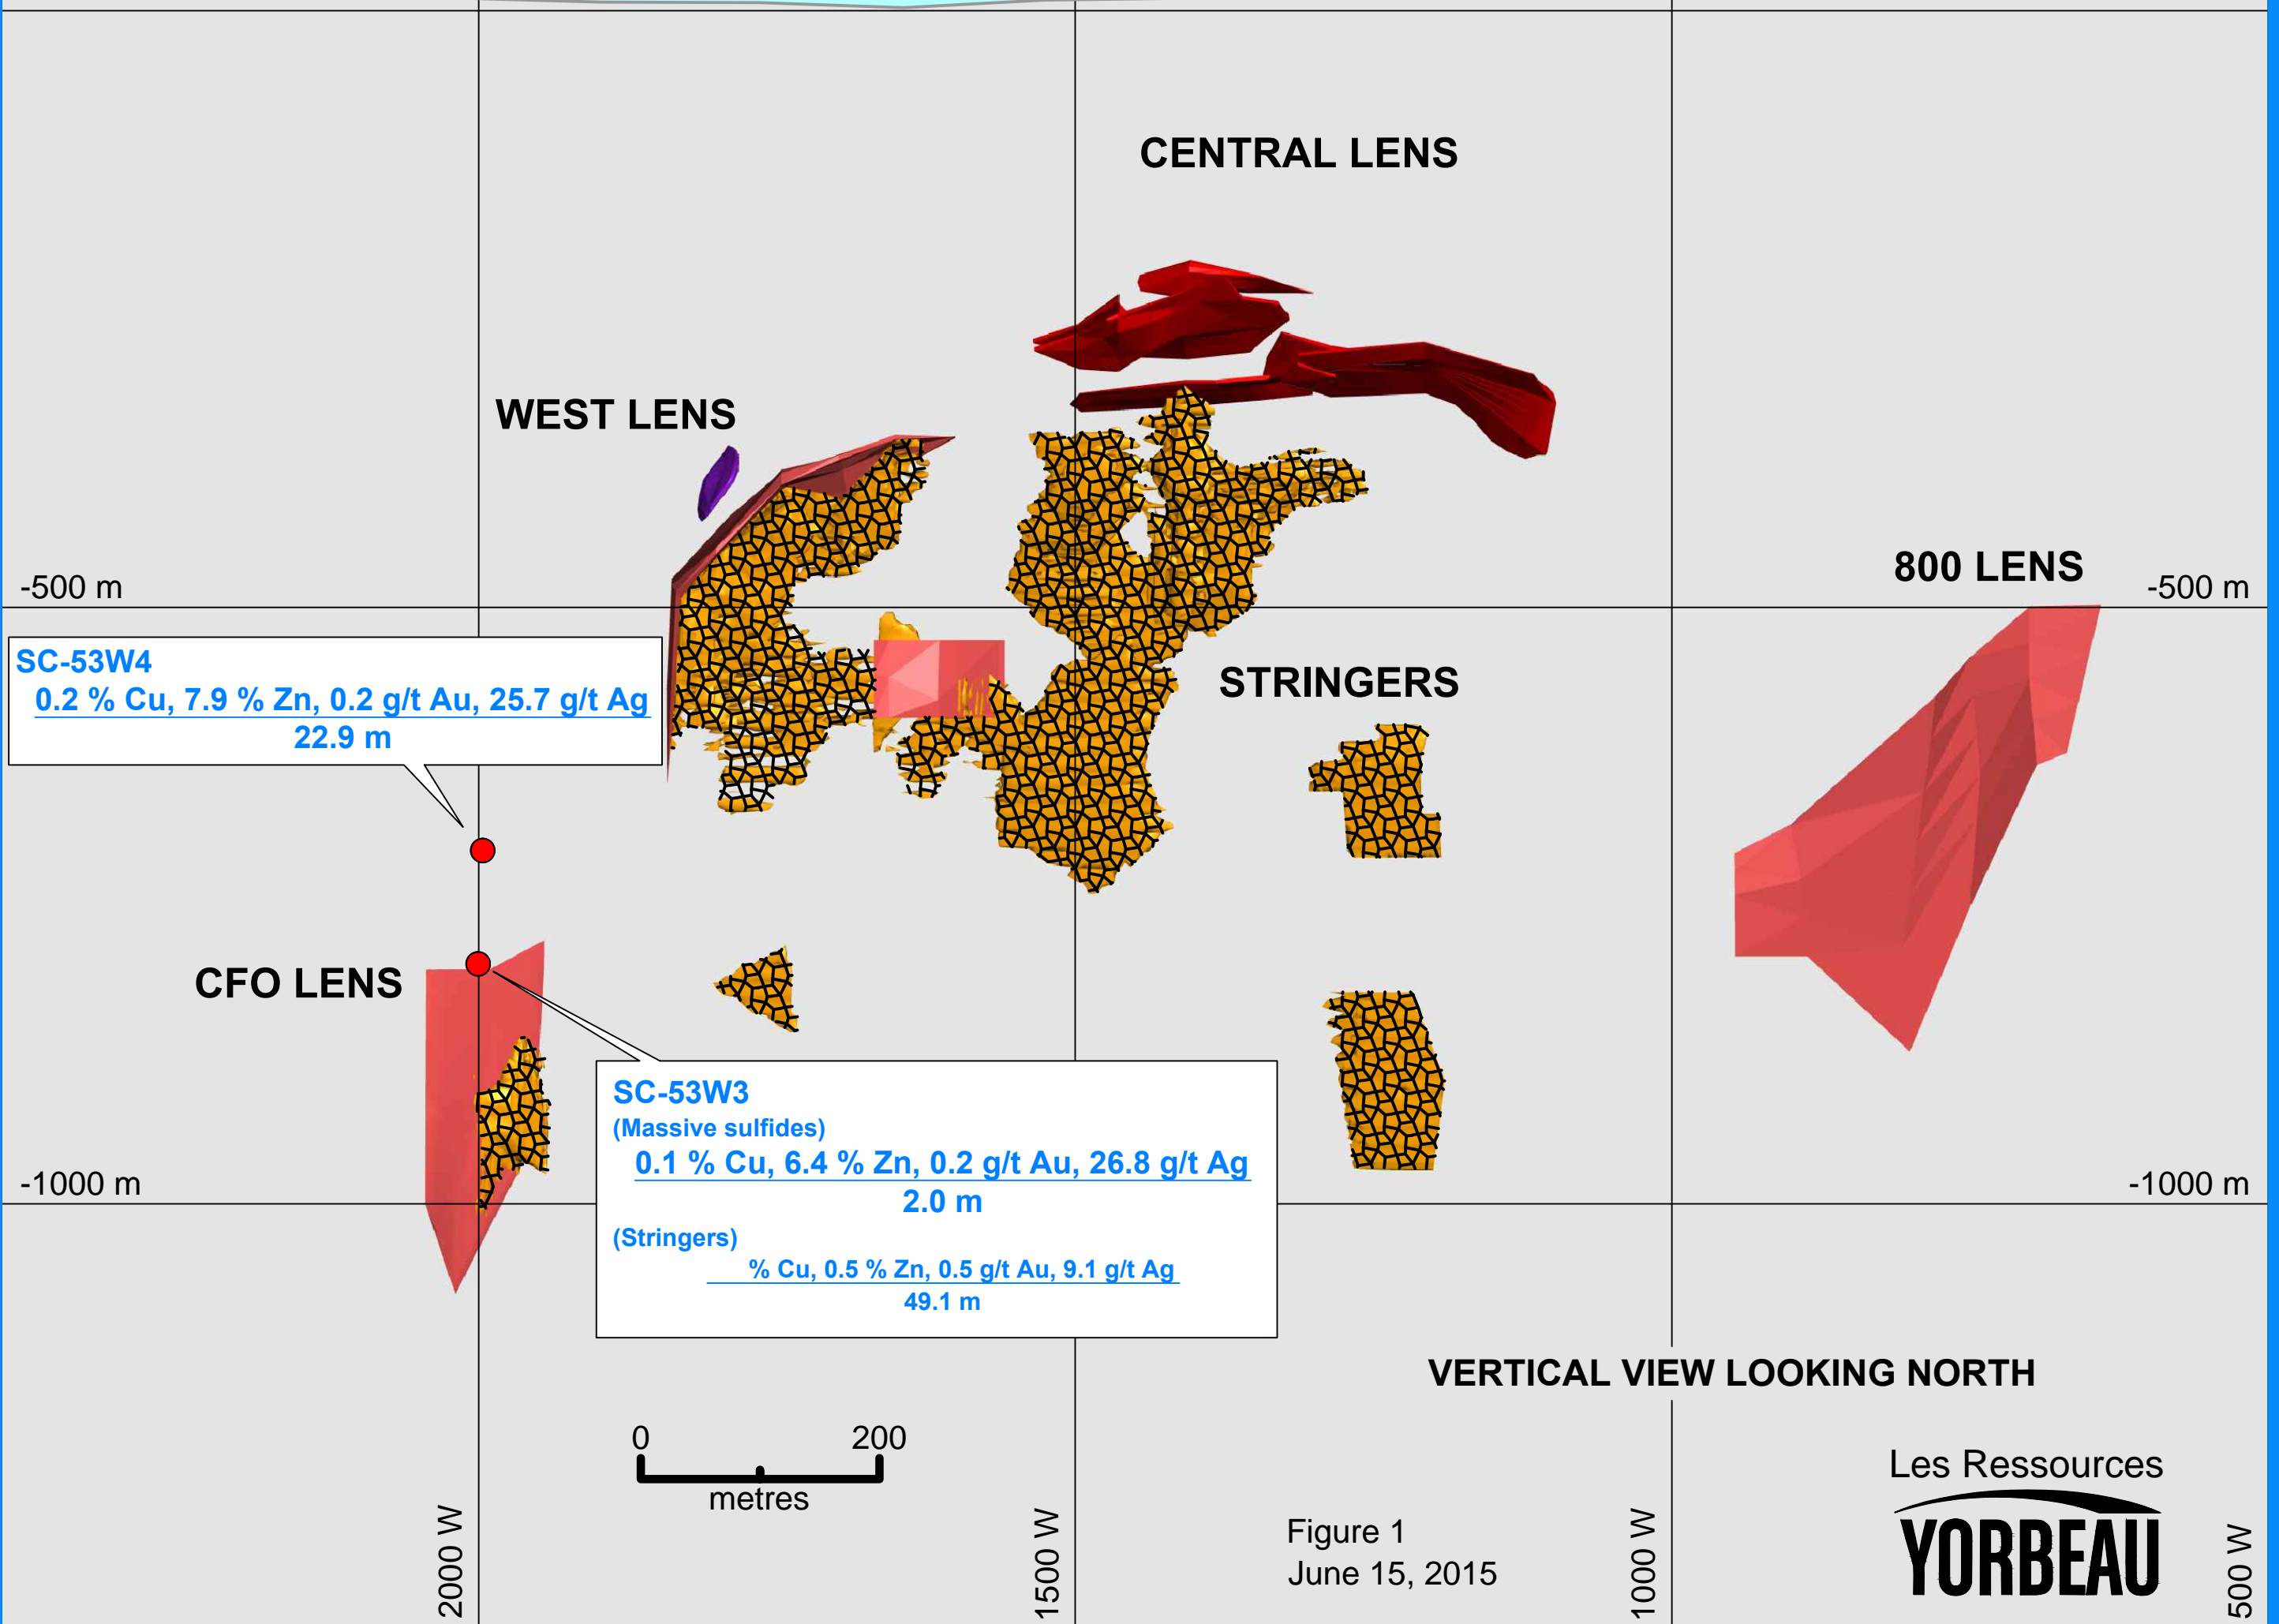 CENTRAL LENS
WEST LENS
800 LENS
-500 m
-500 m
SC-53W4
0.2 % Cu, 7.9 % Zn, 0.2 g/t Au, 25.7 g/t Ag
22.9 m
STRINGERS
CFO LENS
SC-53W3
(Massive sulfides)
0.1 % Cu, 6.4 % Zn, 0.2 g/t Au, 26.8 g/t Ag
2.0 m
(Stringers)
% Cu, 0.5 % Zn, 0.5 g/t Au, 9.1 g/t Ag
49.1 m
-1000 m
-1000 m
VERTICAL VIEW LOOKING NORTH
0 200
metres
Les Ressources
YORBEAU
Figure 1
June 15, 2015
2000 W
1500 W
1000 W
500 W